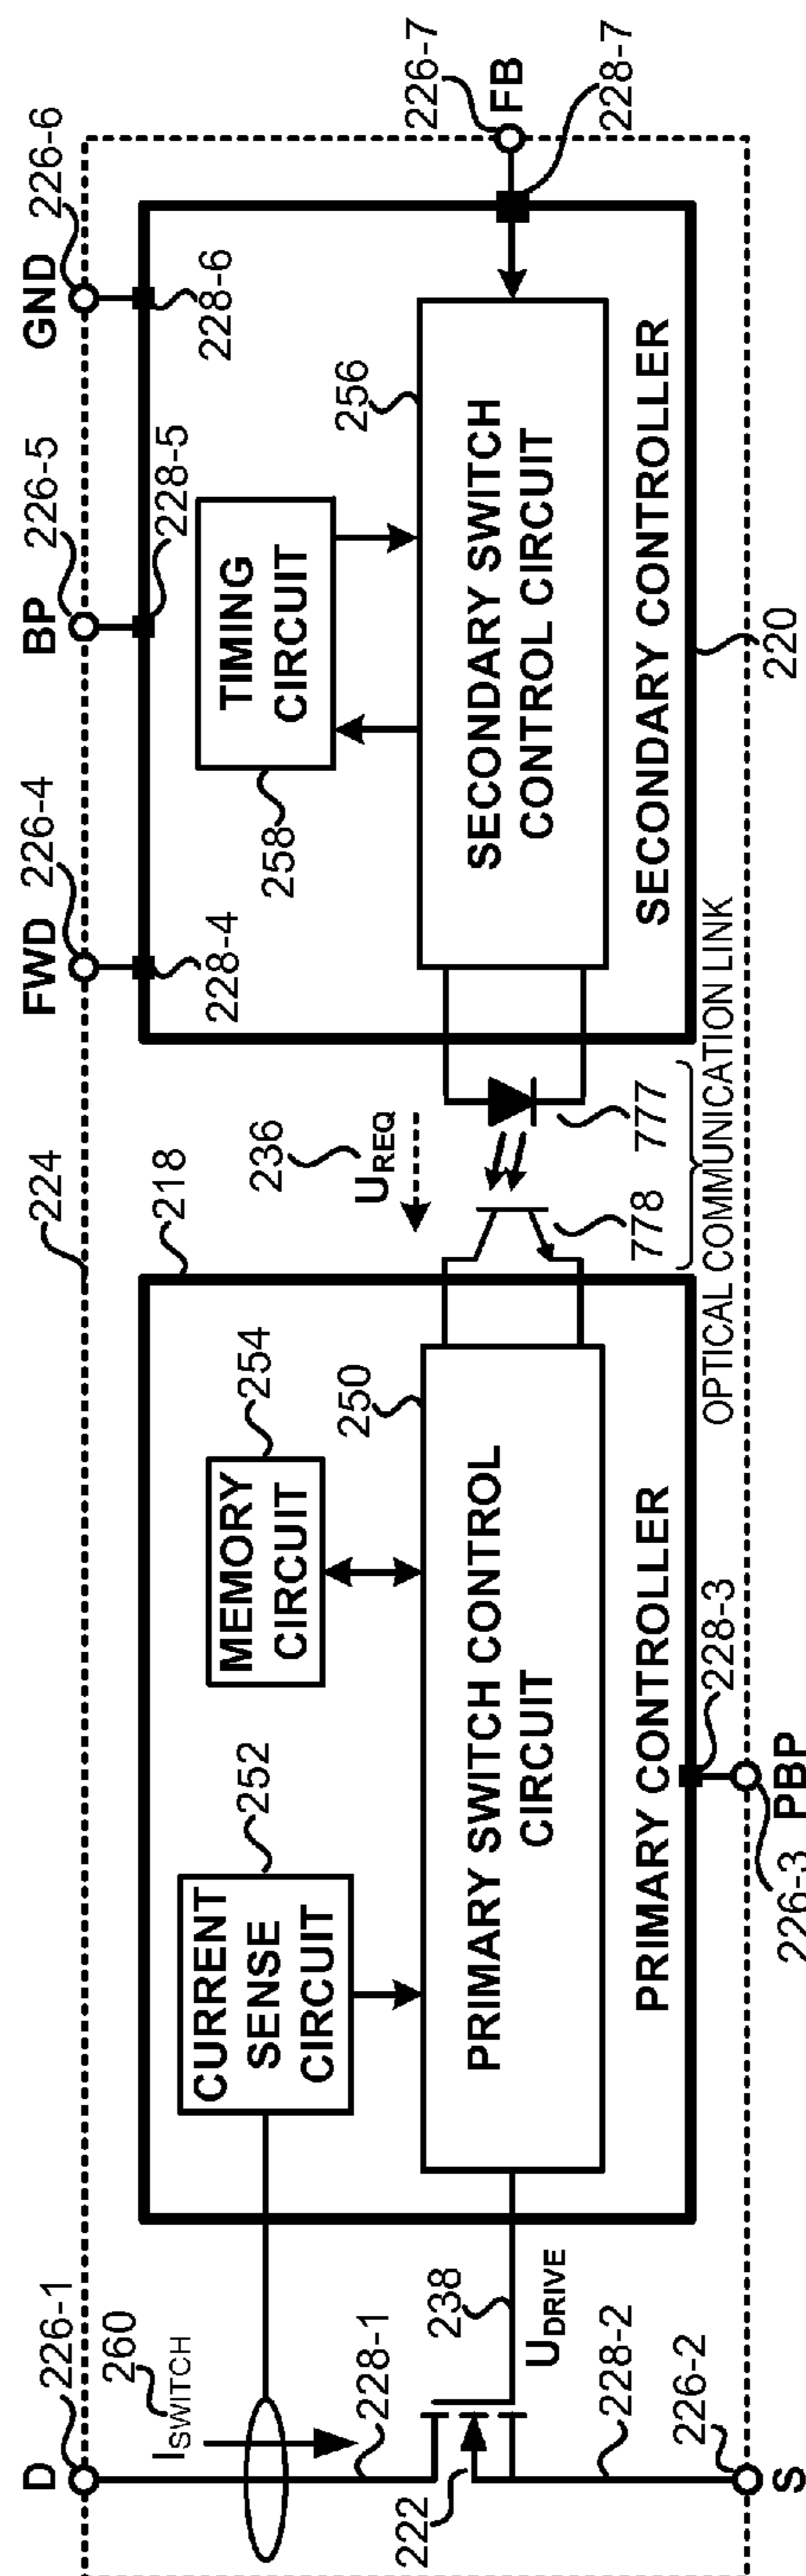 D
226-1
224
FWD
226-4
BP
226-5
GND
226-6
260
ISWITCH
218
228-4
228-5
228-6
CURRENT
SENSE
CIRCUIT
252
MEMORY
CIRCUIT
254
236
UREQ
258
TIMING
CIRCUIT
256
226-7
FB
228-7
228-1
222
238
UDRIVE
250
PRIMARY SWITCH CONTROL
CIRCUIT
SECONDARY SWITCH
CONTROL CIRCUIT
778
777
228-2
226-2
S
PRIMARY CONTROLLER
228-3
SECONDARY CONTROLLER
220
OPTICAL COMMUNICATION LINK
226-3
PBP